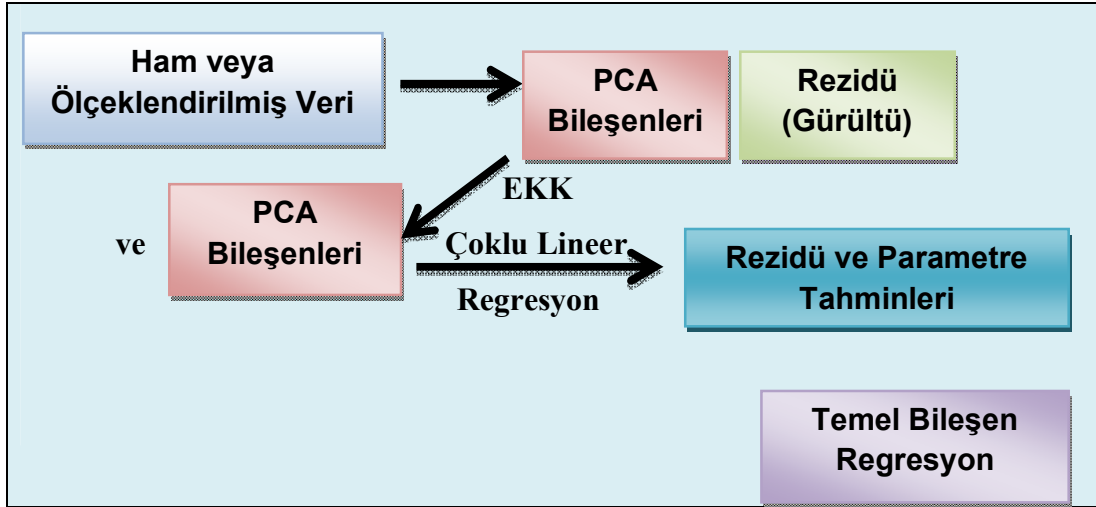 Ham veya
Ölçeklendirilmiş Veri
PCA
Bileşenleri
Rezidü
(Gürültü)
EKK
ve
PCA
Bileşenleri
Çoklu Lineer
Regresyon
Rezidü ve Parametre
Tahminleri
Temel Bileşen
Regresyon